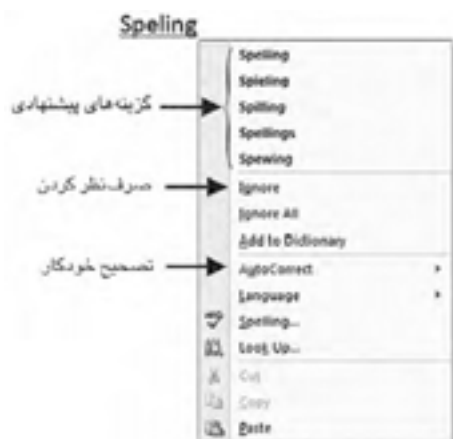 Speling
Spelling
Spieling
گزینه‌های پیشنهادی
Spilling
Spellings
Spewing
صرف‌نظر کردن
Ignore
Ignore All
Add to Dictionary
تصحیح خودکار
AutoCorrect
Language
Spelling...
Look Up...
Cut
Copy
Paste